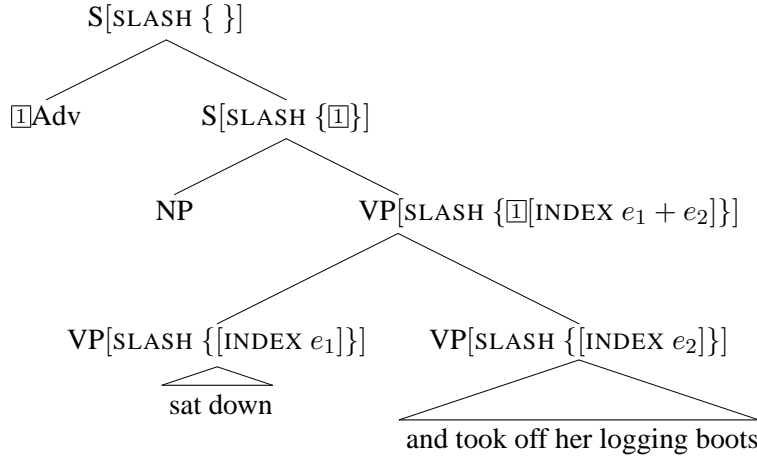 S[SLASH { }]
1Adv S[SLASH {1}]
NP VP[SLASH {1[INDEX e1 + e2]}]
VP[SLASH {[INDEX e1]}] VP[SLASH {[INDEX e2]}]
sat down
and took off her logging boots